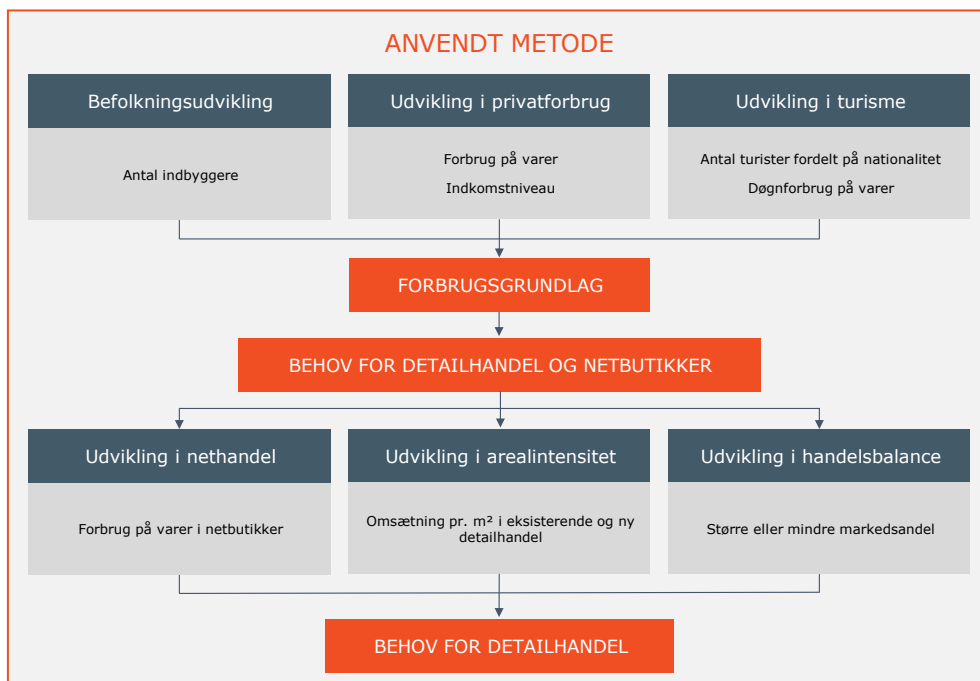 ANVENDT METODE
Befolkningsudvikling
Antal indbyggere
Udvikling i privatforbrug
Forbrug på varer
Indkomstniveau
Udvikling i turisme
Antal turister fordelt på nationalitet
Døgnforbrug på varer
FORBRUGSGRUNDLAG
BEHOV FOR DETAILHANDEL OG NETBUTIKKER
Udvikling i nethandel
Forbrug på varer i netbutikker
Udvikling i arealintensitet
Omsætning pr. m² i eksisterende og ny
detailhandel
Udvikling i handelsbalance
Større eller mindre markedsandel
BEHOV FOR DETAILHANDEL